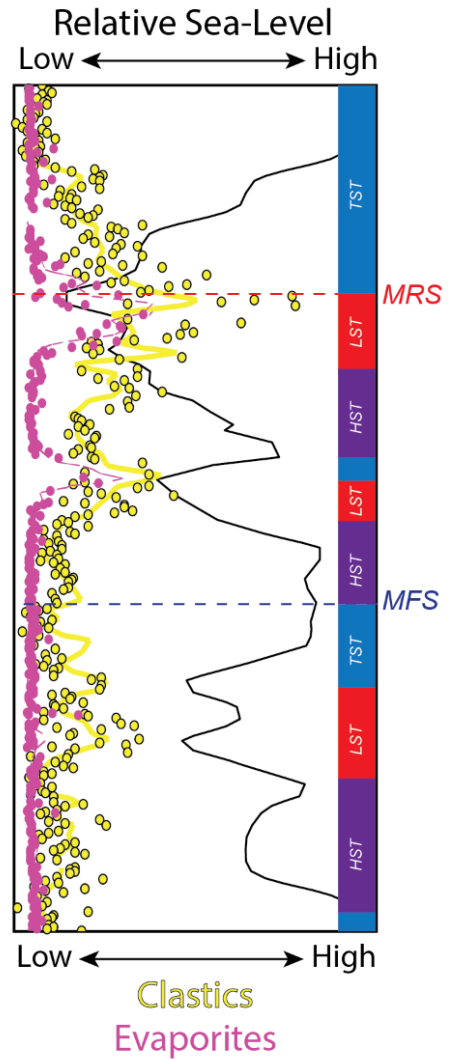 Relative Sea-Level
Low High
TST
MRS
LST
HST
LST
HST
MFS
TST
LST
HST
Low High
Clastics
Evaporites